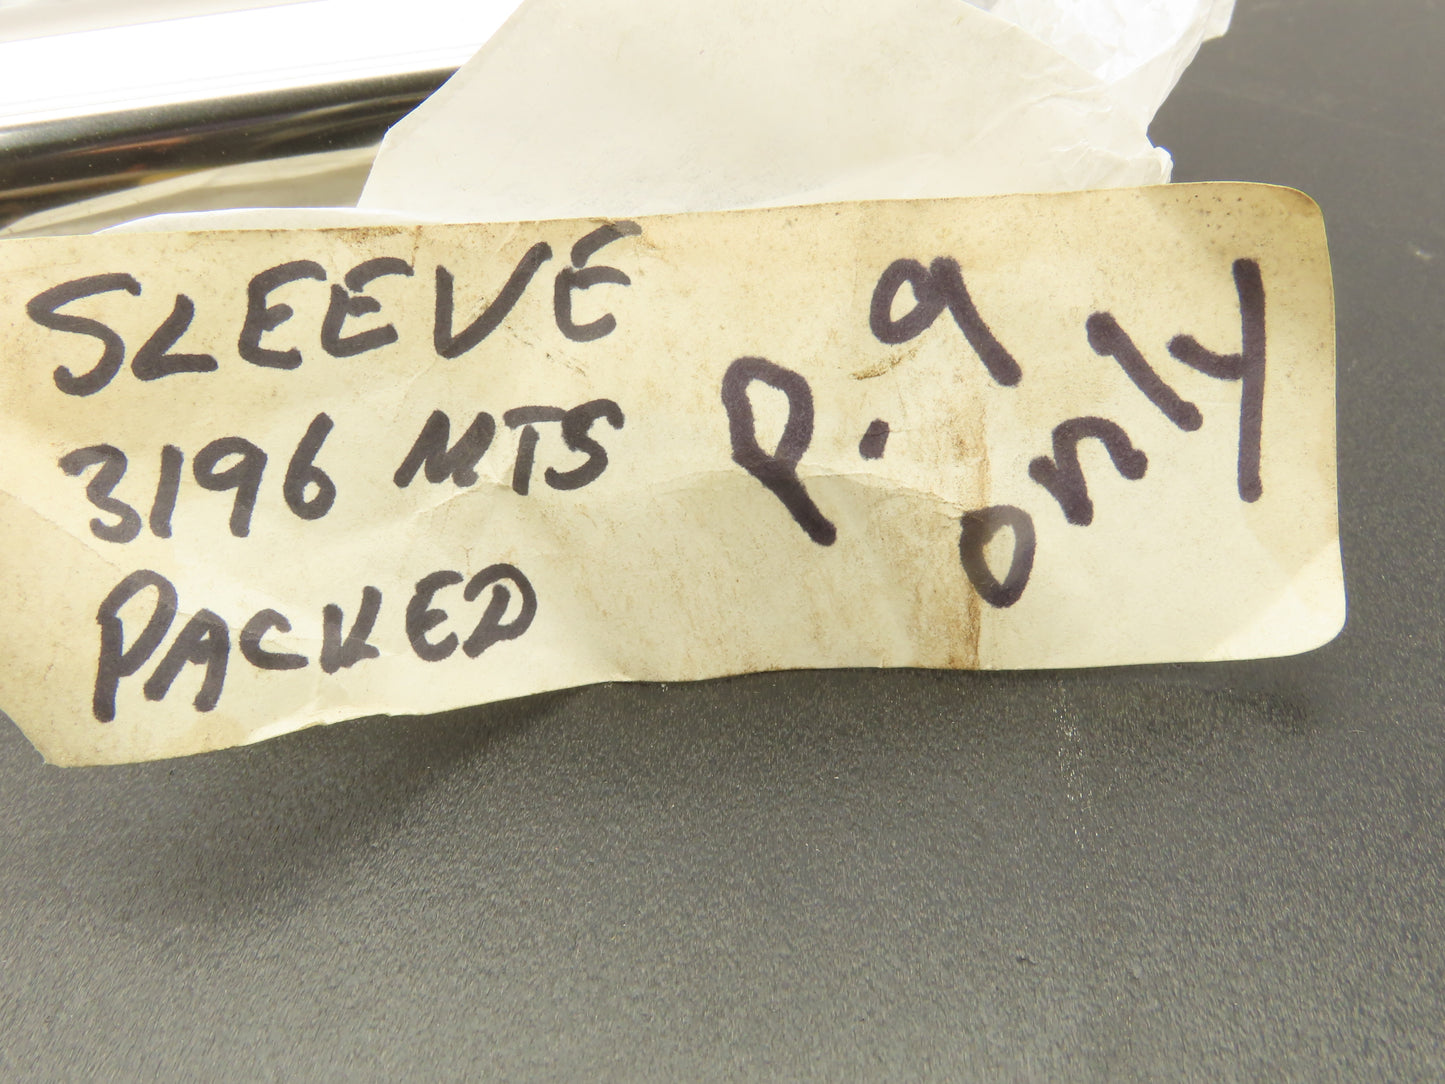 SLEEVE
3196 MTS
PACKED
P.9
only